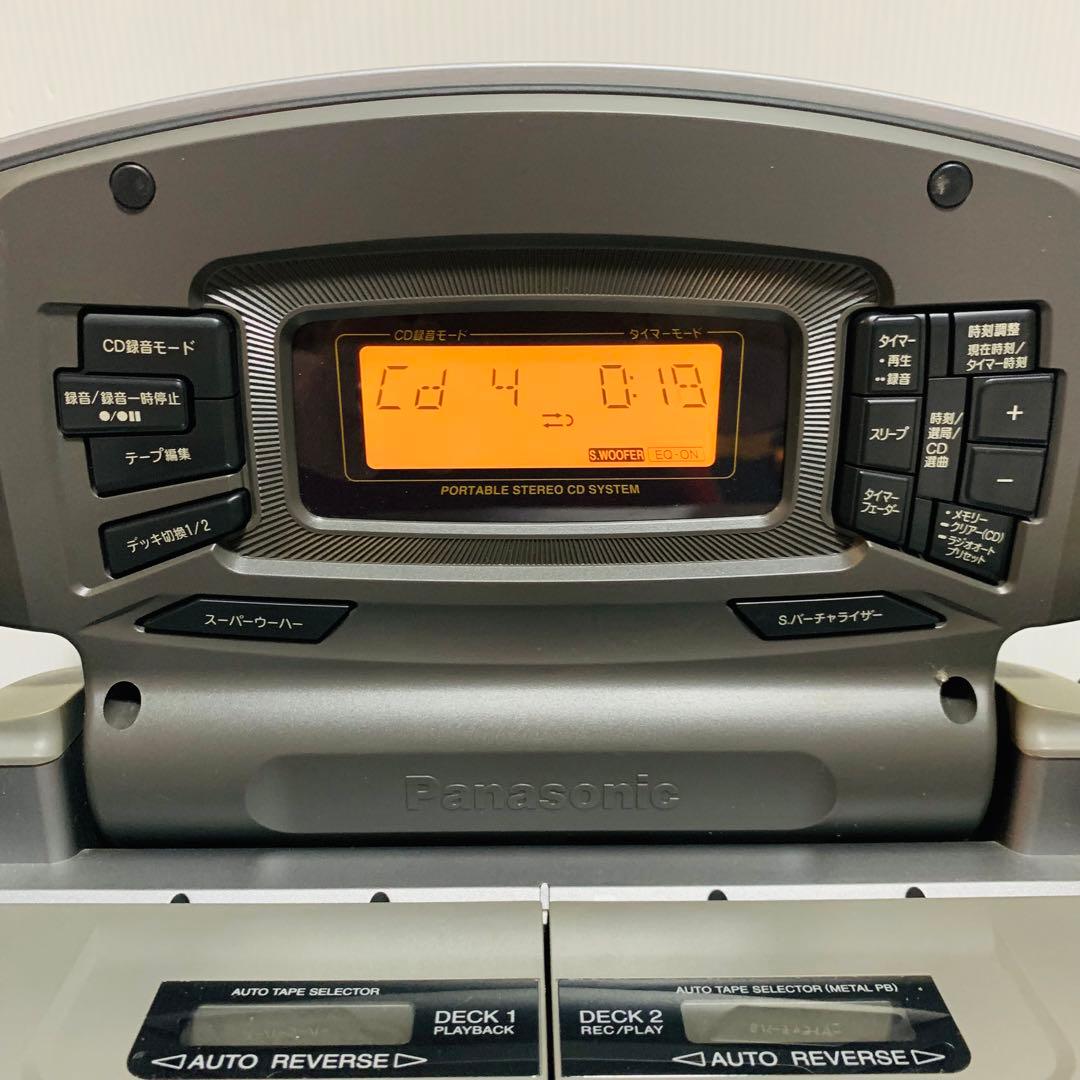 CD録音モード
タイマーモード
Cd 4 0:19
S.WOOFER EQ-ON
PORTABLE STEREO CD SYSTEM
CD録音モード
録音/録音一時停止
●/●II
テープ編集
デッキ切換1/2
スーパーウーハー
タイマー
・再生
・・録音
時刻調整
現在時刻/
タイマー時刻
スリープ
時刻/
選局/
CD
選曲
+
−
タイマー
フェーダー
・メモリー
━クリアー(CD)
━ラジオオート
プリセット
S.バーチャライザー
Panasonic
AUTO TAPE SELECTOR
DECK 1
PLAYBACK
◁AUTO REVERSE▷
AUTO TAPE SELECTOR (METAL PB)
DECK 2
REC/PLAY
◁AUTO REVERSE▷